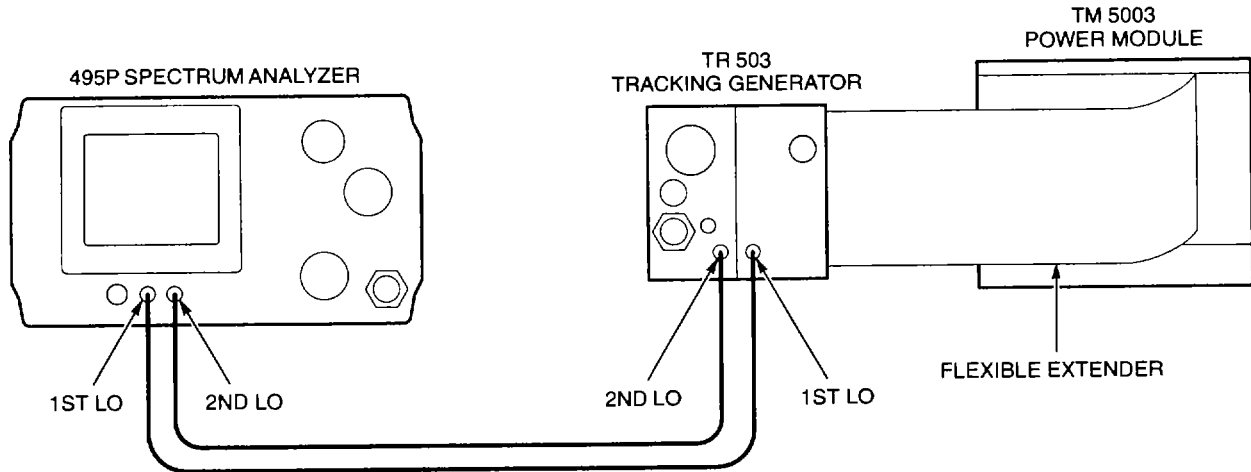 TM 5003
POWER MODULE
TR 503
TRACKING GENERATOR
495P SPECTRUM ANALYZER
FLEXIBLE EXTENDER
1ST LO
2ND LO
2ND LO
1ST LO